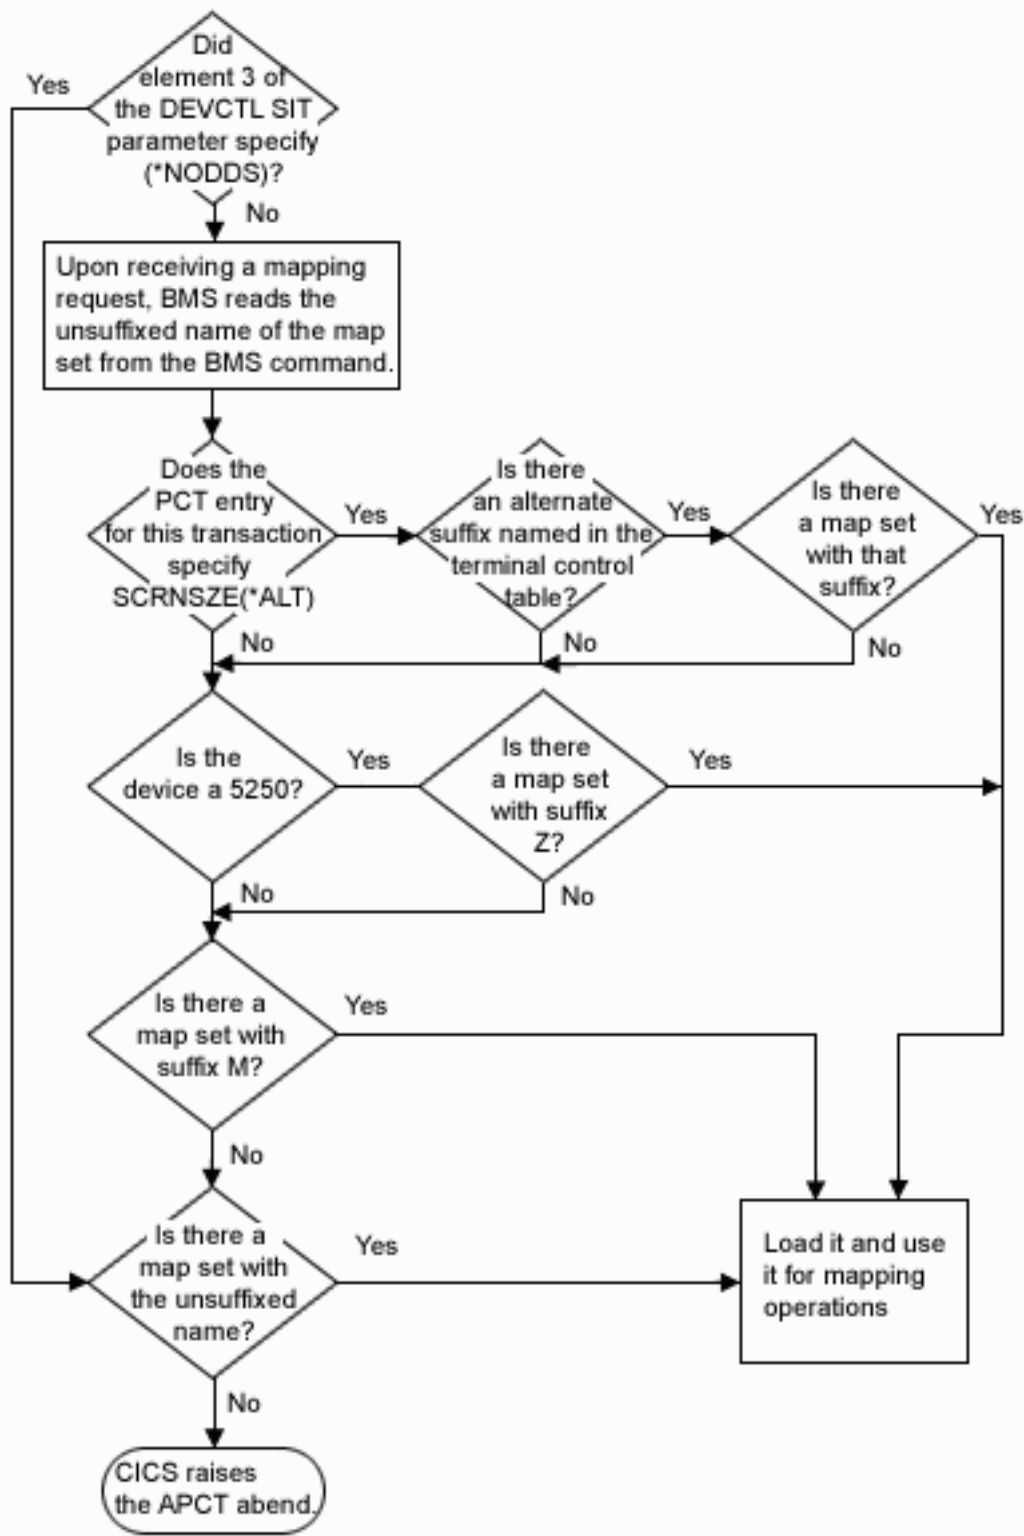 Did
element 3 of
the DEVCTL SIT
parameter specify
(*NODDS)?
Yes
No
Upon receiving a mapping
request, BMS reads the
unsuffixed name of the map
set from the BMS command.
Does the
PCT entry
for this transaction
specify
SCRNSZE(*ALT)
Yes
No
Is there
an alternate
suffix named in the
terminal control
table?
Yes
No
Is there
a map set
with that
suffix?
Yes
No
Is the
device a 5250?
Yes
No
Is there
a map set
with suffix
Z?
Yes
No
Is there a
map set with
suffix M?
Yes
No
Is there a
map set with
the unsuffixed
name?
Yes
No
Load it and use
it for mapping
operations
CICS raises
the APCT abend.